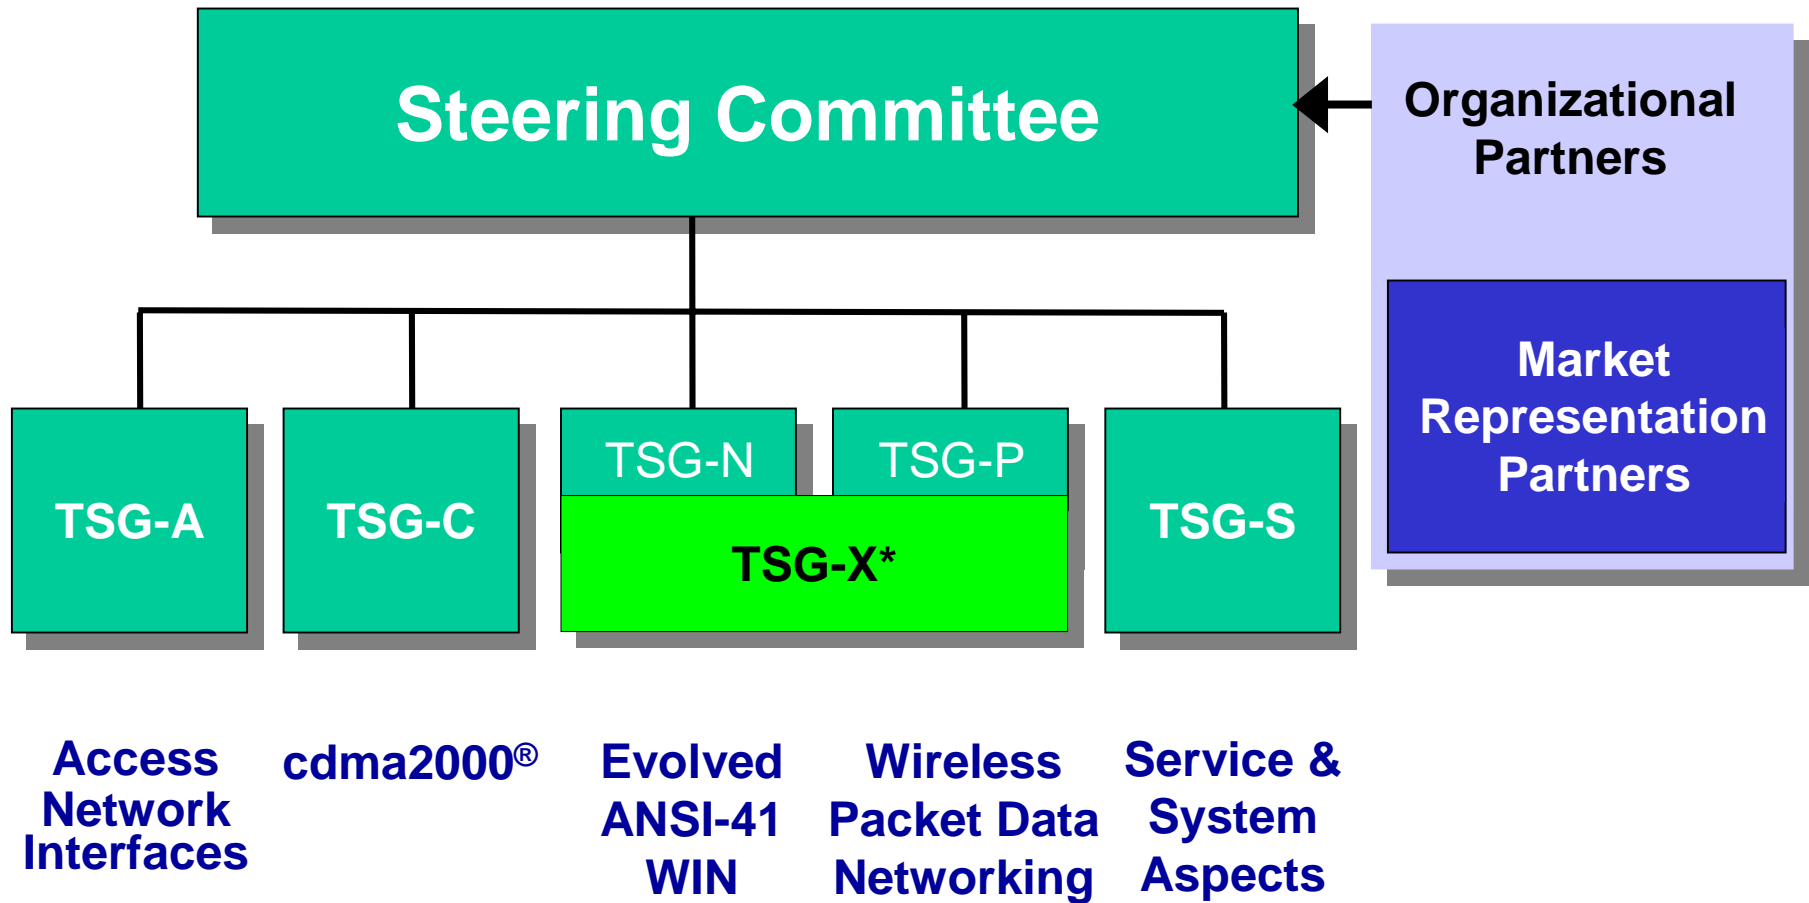 Steering Committee
Organizational
Partners
Market
Representation
Partners
TSG-N
TSG-P
TSG-A
TSG-C
TSG-S
TSG-X*
Access
Network
Interfaces
cdma2000®
Evolved
ANSI-41
WIN
Wireless
Packet Data
Networking
Service &
System
Aspects